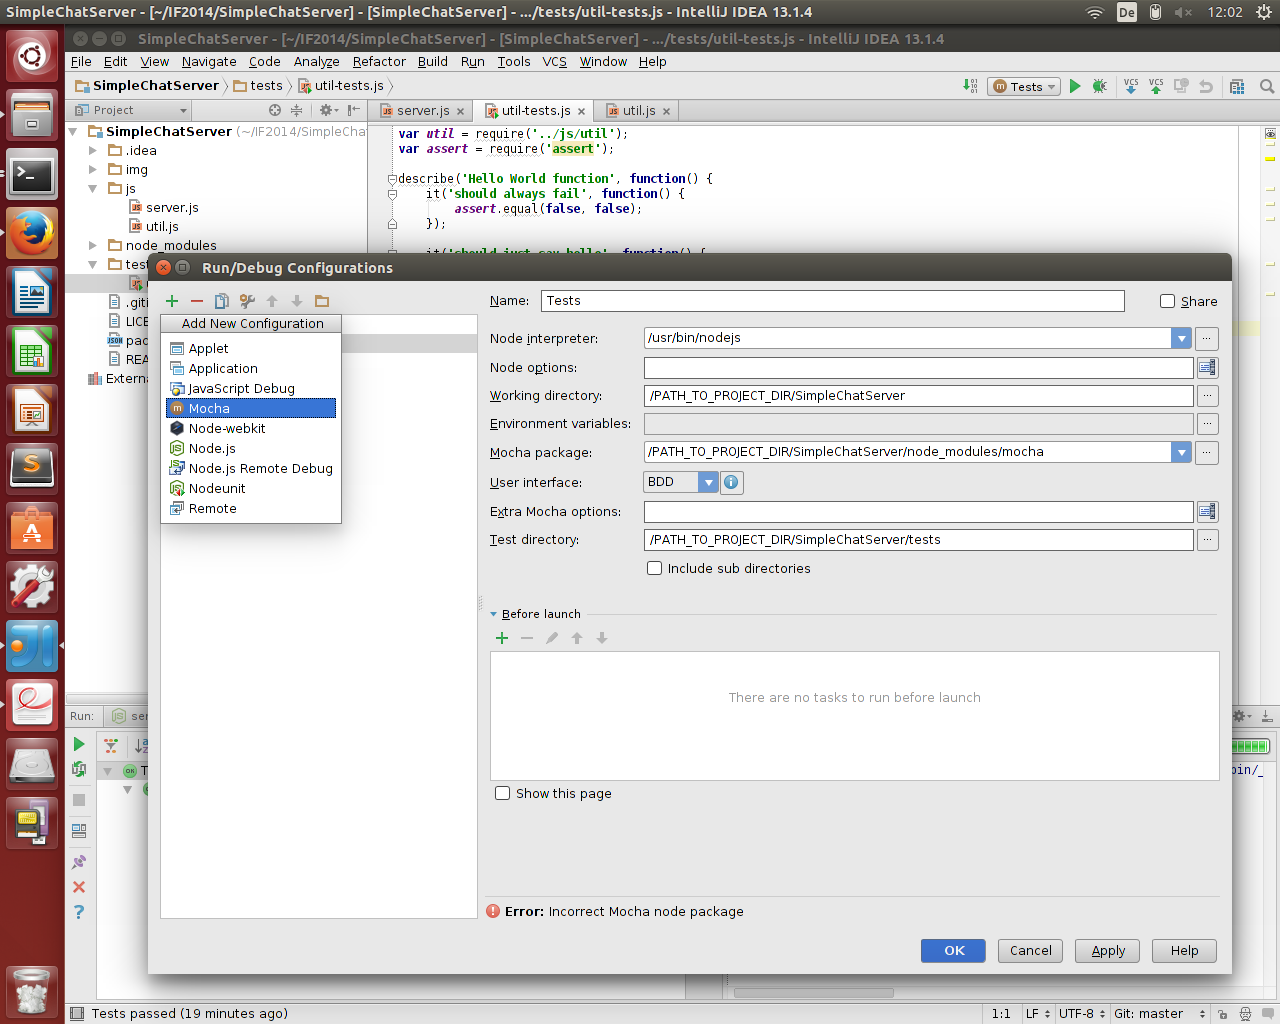 SimpleChatServer - [~/IF2014/SimpleChatServer] - [SimpleChatServer] - .../tests/util-tests.js - IntelliJ IDEA 13.1.4
De
12:02
SimpleChatServer - [~/IF2014/SimpleChatServer] - [SimpleChatServer] - .../tests/util-tests.js - IntelliJ IDEA 13.1.4
File Edit View Navigate Code Analyze Refactor Build Run Tools VCS Window Help
SimpleChatServer tests util-tests.js
Tests
VCS VCS
Project
server.js
util-tests.js
util.js
SimpleChatServer (~/IF2014/SimpleCha
.idea
img
js
server.js
util.js
node_modules
test
.giti
LICE
pac
REA
Externa
var util = require('../js/util');
var assert = require('assert');
describe('Hello World function', function() {
it('should always fail', function() {
assert.equal(false, false);
});
it('should just say hello', function() {
Run/Debug Configurations
Add New Configuration
Applet
Application
JavaScript Debug
Mocha
Node-webkit
Node.js
Node.js Remote Debug
Nodeunit
Remote
Name: Tests
Share
Node interpreter: /usr/bin/nodejs
Node options:
Working directory: /PATH_TO_PROJECT_DIR/SimpleChatServer
Environment variables:
Mocha package: /PATH_TO_PROJECT_DIR/SimpleChatServer/node_modules/mocha
User interface: BDD
Extra Mocha options:
Test directory: /PATH_TO_PROJECT_DIR/SimpleChatServer/tests
Include sub directories
Before launch
There are no tasks to run before launch
Show this page
Error: Incorrect Mocha node package
OK Cancel Apply Help
Run: ser
T
bin/_
Tests passed (19 minutes ago)
1:1 LF UTF-8 Git: master